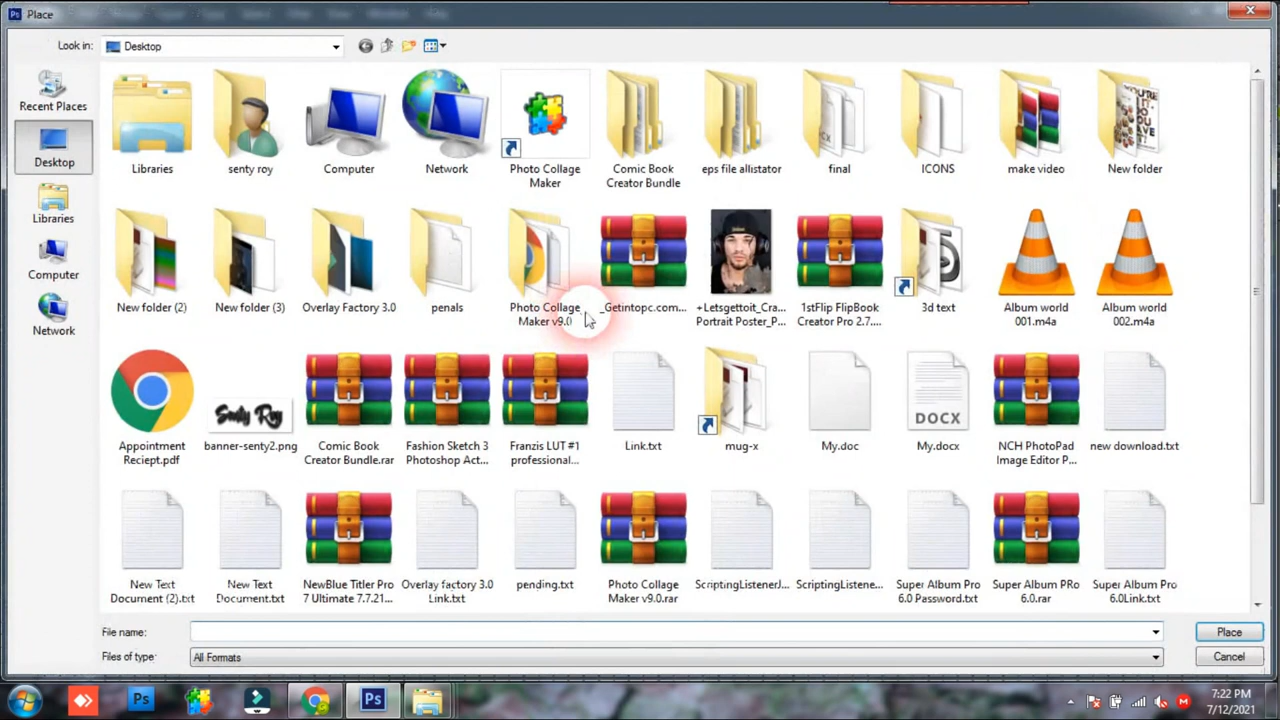 Place
Look in:
Desktop
Recent Places
Desktop
Libraries
Computer
Network
Libraries
senty roy
Computer
Network
Photo Collage
Maker
Comic Book
Creator Bundle
eps file allistator
final
ICONS
make video
New folder
New folder (2)
New folder (3)
Overlay Factory 3.0
penals
Photo Collage
Maker v9.0
_Getintopc.com...
+Letsgettoit_Cra...
Portrait Poster_P...
1stFlip FlipBook
Creator Pro 2.7....
3d text
Album world
001.m4a
Album world
002.m4a
Appointment
Reciept.pdf
Senty Roy
banner-senty2.png
Comic Book
Creator Bundle.rar
Fashion Sketch 3
Photoshop Act...
Franzis LUT #1
professional...
Link.txt
mug-x
My.doc
DOCX
My.docx
NCH PhotoPad
Image Editor P...
new download.txt
New Text
Document (2).txt
New Text
Document.txt
NewBlue Titler Pro
7 Ultimate 7.7.21...
Overlay factory 3.0
Link.txt
pending.txt
Photo Collage
Maker v9.0.rar
ScriptingListenerJ...
ScriptingListene...
Super Album Pro
6.0 Password.txt
Super Album PRo
6.0.rar
Super Album Pro
6.0Link.txt
File name:
Place
Files of type:
All Formats
Cancel
7:22 PM
7/12/2021